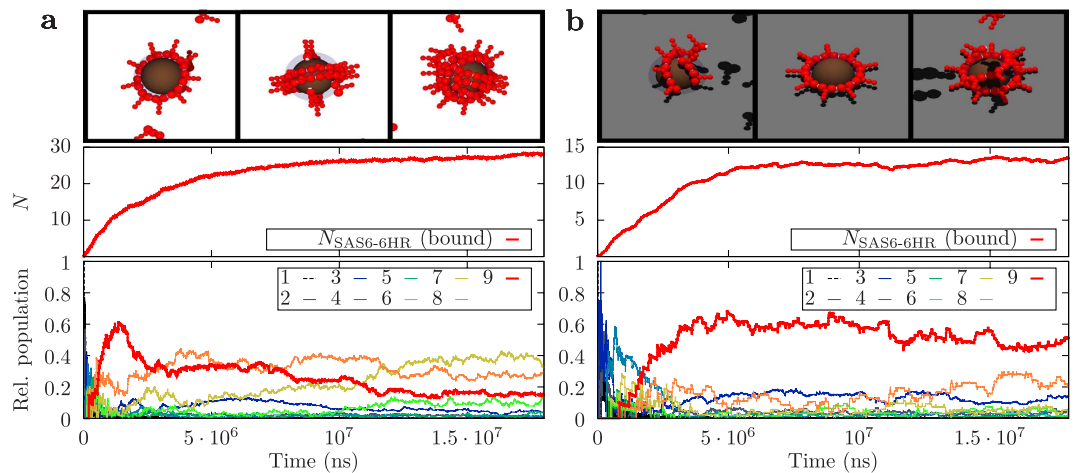 a
30
20
10
N
N_SAS6-6HR (bound)
1
0.8
0.6
0.4
0.2
0
Rel. population
1 3 5 7 9
2 4 6 8
0 5 · 10^6 10^7 1.5 · 10^7
Time (ns)
b
15
10
5
N_SAS6-6HR (bound)
1
0.8
0.6
0.4
0.2
0
1 3 5 7 9
2 4 6 8
0 5 · 10^6 10^7 1.5 · 10^7
Time (ns)